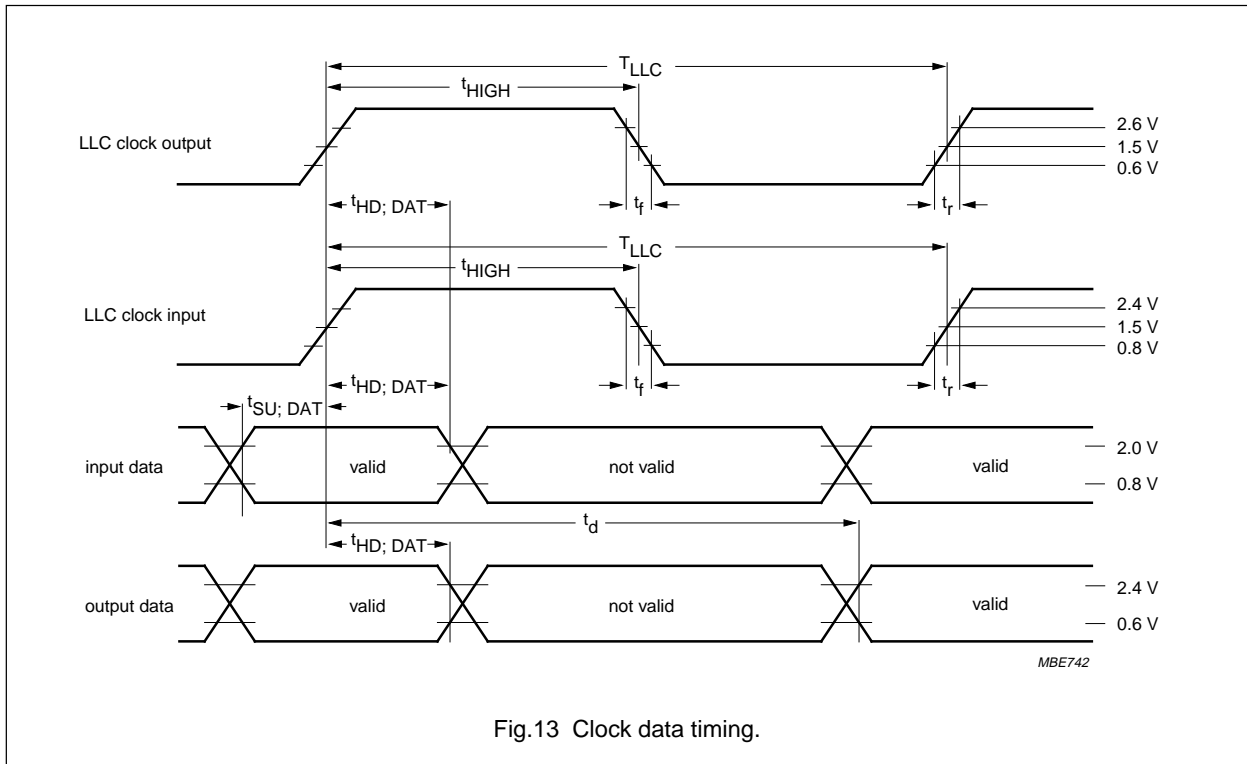 T_LLC
t_HIGH
LLC clock output
2.6 V
1.5 V
0.6 V
t_HD; DAT
t_f
t_r
T_LLC
t_HIGH
LLC clock input
2.4 V
1.5 V
0.8 V
t_HD; DAT
t_f
t_r
t_SU; DAT
input data
valid
not valid
valid
2.0 V
0.8 V
t_d
t_HD; DAT
output data
valid
not valid
valid
2.4 V
0.6 V
MBE742
Fig.13 Clock data timing.